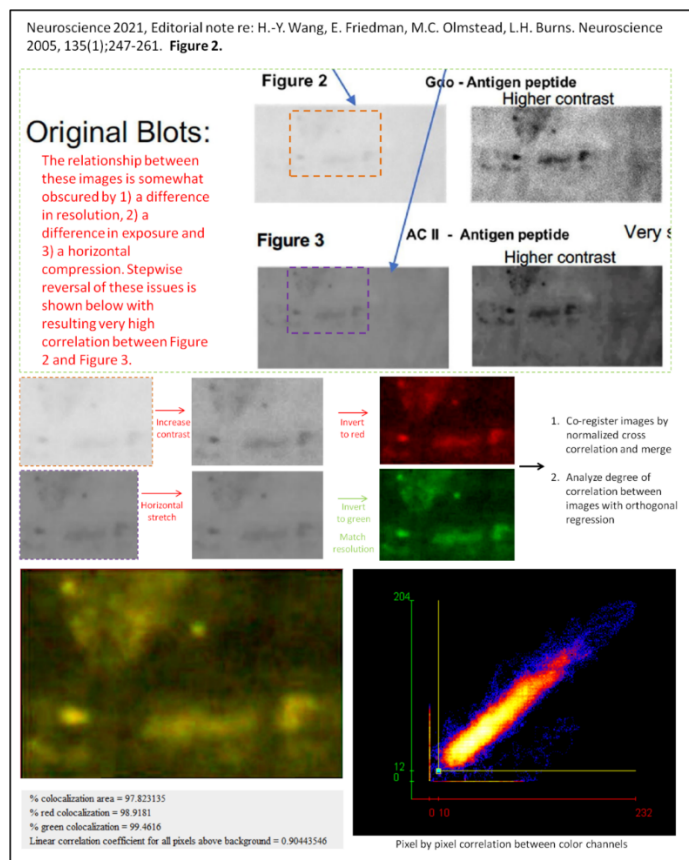 Neuroscience 2021, Editorial note re: H.-Y. Wang, E. Friedman, M.C. Olmstead, L.H. Burns. Neuroscience
2005, 135(1);247-261. Figure 2.
Figure 2
Gαo - Antigen peptide
Higher contrast
Original Blots:
The relationship between
these images is somewhat
obscured by 1) a difference
in resolution, 2) a
difference in exposure and
3) a horizontal
compression. Stepwise
reversal of these issues is
shown below with
resulting very high
correlation between Figure
2 and Figure 3.
Figure 3
AC II - Antigen peptide
Very s
Higher contrast
Increase
contrast
Invert
to red
Horizontal
stretch
Invert
to green
Match
resolution
1. Co-register images by
normalized cross
correlation and merge
2. Analyze degree of
correlation between
images with orthogonal
regression
% colocalization area = 97.823135
% red colocalization = 98.9181
% green colocalization = 99.4616
Linear correlation coefficient for all pixels above background = 0.90443546
204
12
0
0 10
232
Pixel by pixel correlation between color channels